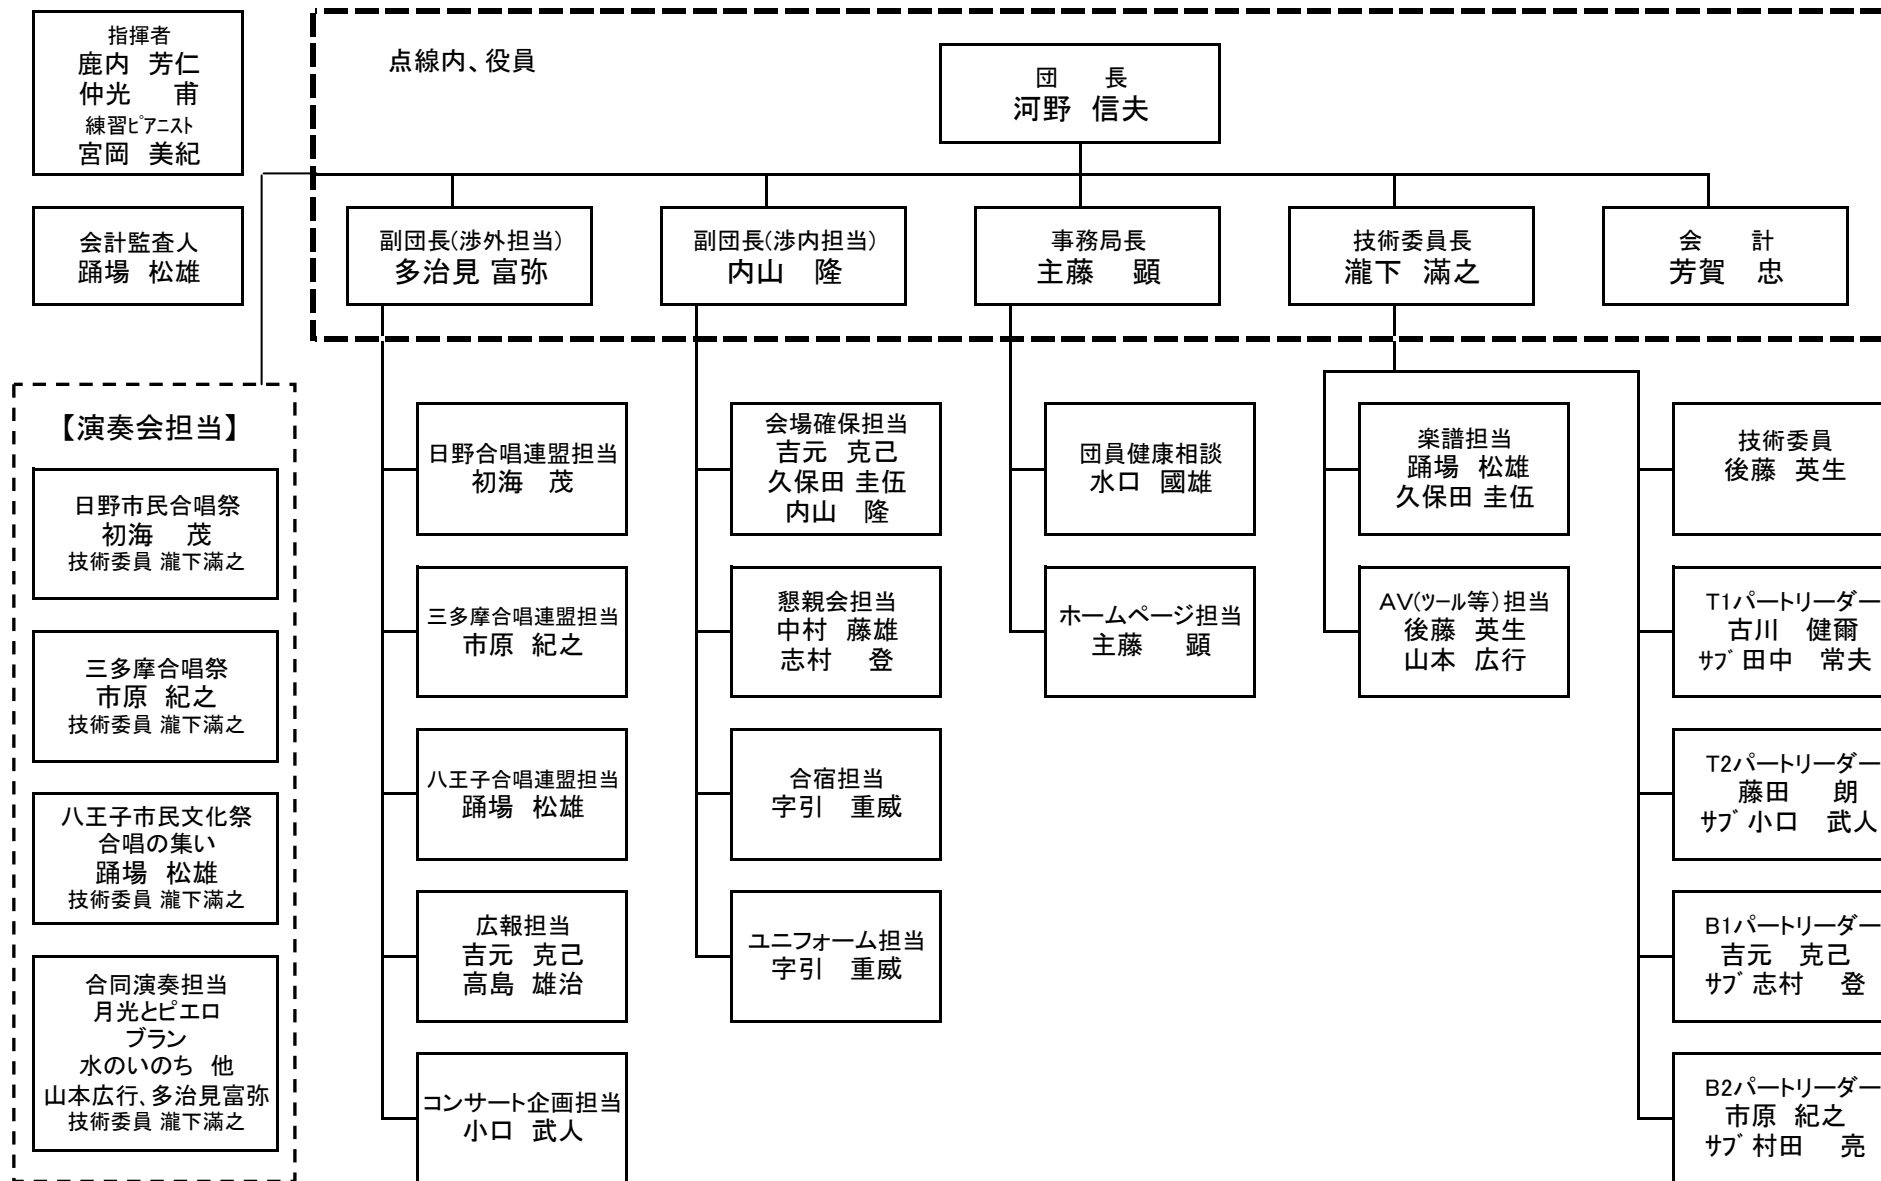 指揮者
鹿内 芳仁
仲光 甫
練習ﾋﾟｱﾆｽﾄ
宮岡 美紀
会計監査人
踊場 松雄
点線内、役員
団 長
河野 信夫
副団長(渉外担当)
多治見 富弥
副団長(渉内担当)
内山 隆
事務局長
主藤 顕
技術委員長
瀧下 滿之
会 計
芳賀 忠
【演奏会担当】
日野市民合唱祭
初海 茂
技術委員 瀧下滿之
三多摩合唱祭
市原 紀之
技術委員 瀧下滿之
八王子市民文化祭
合唱の集い
踊場 松雄
技術委員 瀧下滿之
合同演奏担当
月光とピエロ
ブラン
水のいのち 他
山本広行、多治見富弥
技術委員 瀧下滿之
日野合唱連盟担当
初海 茂
三多摩合唱連盟担当
市原 紀之
八王子合唱連盟担当
踊場 松雄
広報担当
吉元 克己
高島 雄治
コンサート企画担当
小口 武人
会場確保担当
吉元 克己
久保田 圭伍
内山 隆
懇親会担当
中村 藤雄
志村 登
合宿担当
字引 重威
ユニフォーム担当
字引 重威
団員健康相談
水口 國雄
ホームページ担当
主藤 顕
楽譜担当
踊場 松雄
久保田 圭伍
AV(ﾂｰﾙ等)担当
後藤 英生
山本 広行
技術委員
後藤 英生
T1パートリーダー
古川 健爾
ｻﾌﾞ 田中 常夫
T2パートリーダー
藤田 朗
ｻﾌﾞ 小口 武人
B1パートリーダー
吉元 克己
ｻﾌﾞ 志村 登
B2パートリーダー
市原 紀之
ｻﾌﾞ 村田 亮